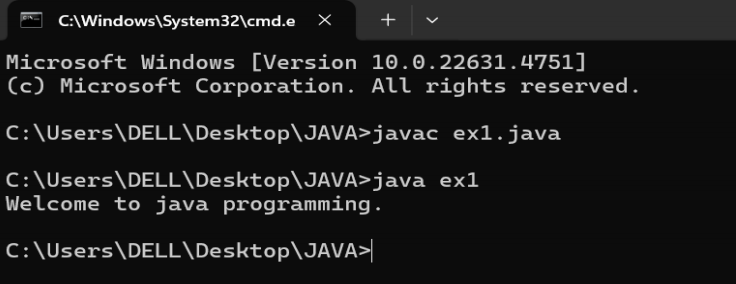 C:\Windows\System32\cmd.e
Microsoft Windows [Version 10.0.22631.4751]
(c) Microsoft Corporation. All rights reserved.
C:\Users\DELL\Desktop\JAVA>javac ex1.java
C:\Users\DELL\Desktop\JAVA>java ex1
Welcome to java programming.
C:\Users\DELL\Desktop\JAVA>